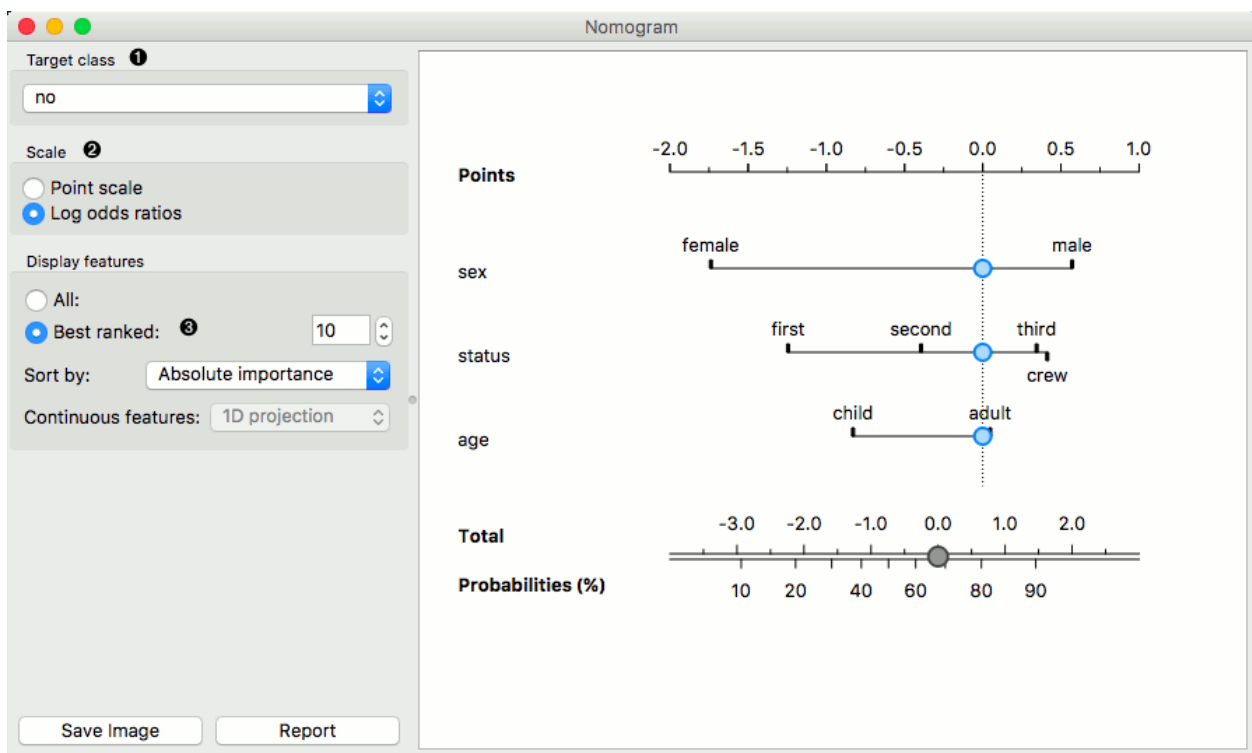 Nomogram
Target class ❶
no
Scale ❷
Point scale
Log odds ratios
Display features
All:
Best ranked: ❸ 10
Sort by: Absolute importance
Continuous features: 1D projection
Save Image Report
-2.0 -1.5 -1.0 -0.5 0.0 0.5 1.0
Points
female male
sex
first second third
status
crew
child adult
age
-3.0 -2.0 -1.0 0.0 1.0 2.0
Total
Probabilities (%)
10 20 40 60 80 90